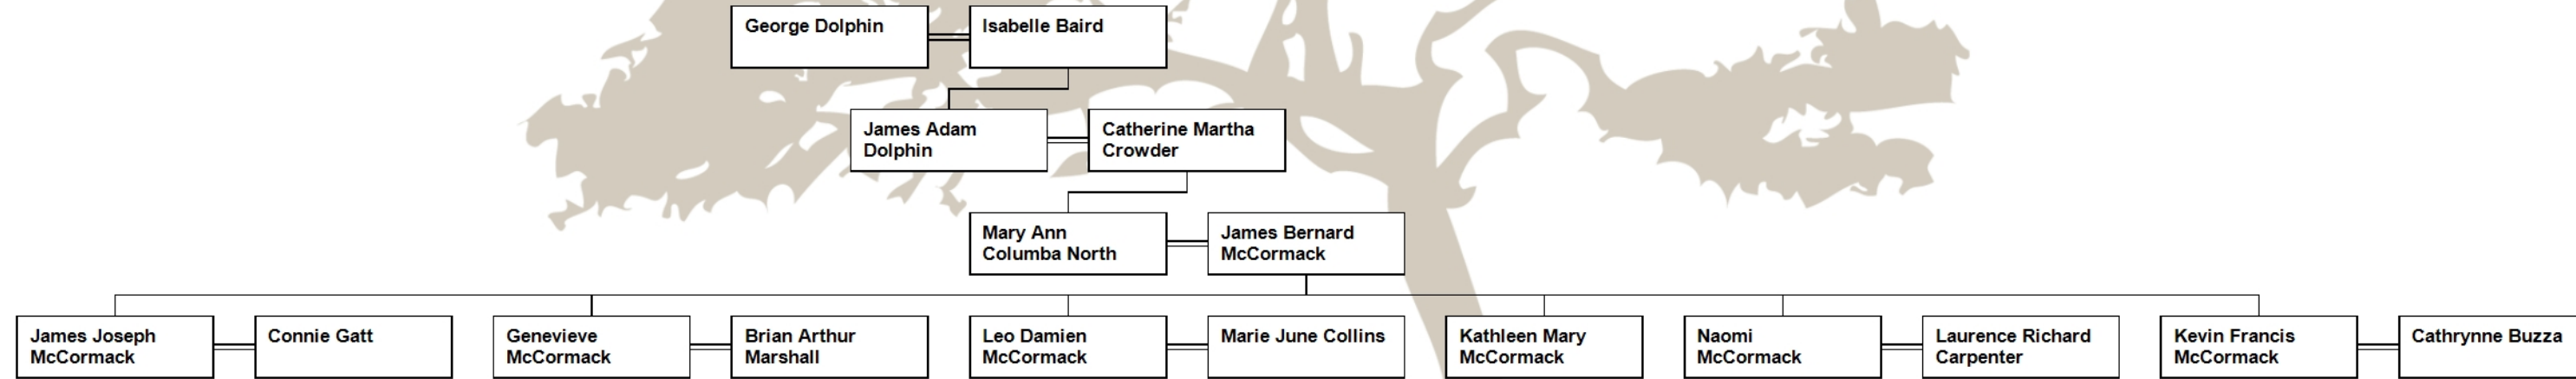 George Dolphin
Isabelle Baird
James Adam
Dolphin
Catherine Martha
Crowder
Mary Ann
Columba North
James Bernard
McCormack
James Joseph
McCormack
Connie Gatt
Genevieve
McCormack
Brian Arthur
Marshall
Leo Damien
McCormack
Marie June Collins
Kathleen Mary
McCormack
Naomi
McCormack
Laurence Richard
Carpenter
Kevin Francis
McCormack
Cathrynne Buzza